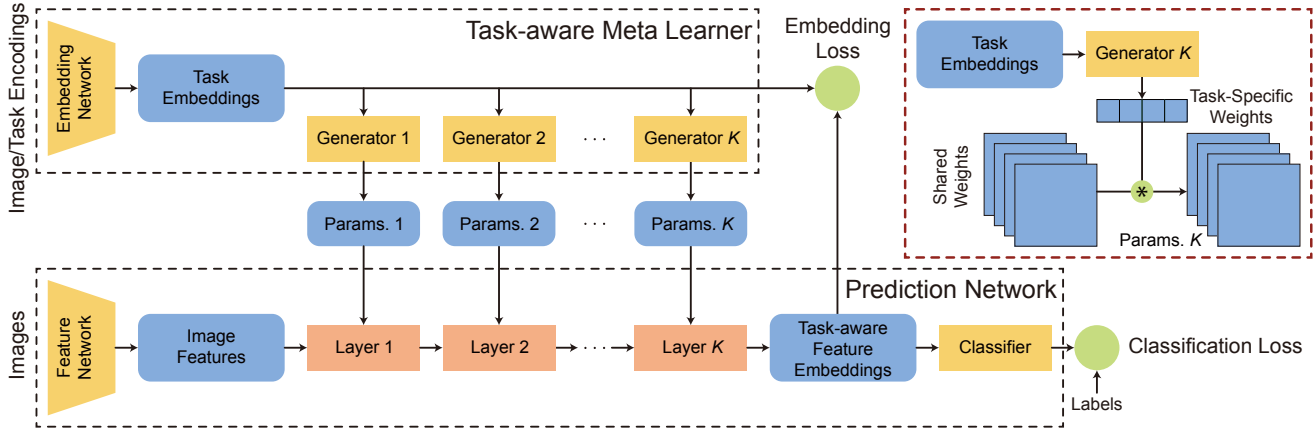 Image/Task Encodings
Embedding
Network
Task
Embeddings
Task-aware Meta Learner
Generator 1
Generator 2
· · ·
Generator K
Embedding
Loss
Params. 1
Params. 2
· · ·
Params. K
Images
Feature
Network
Image
Features
Prediction Network
Layer 1
Layer 2
· · ·
Layer K
Task-aware
Feature
Embeddings
Classifier
Classification Loss
Labels
Task
Embeddings
Generator K
Task-Specific
Weights
Shared
Weights
*
Params. K